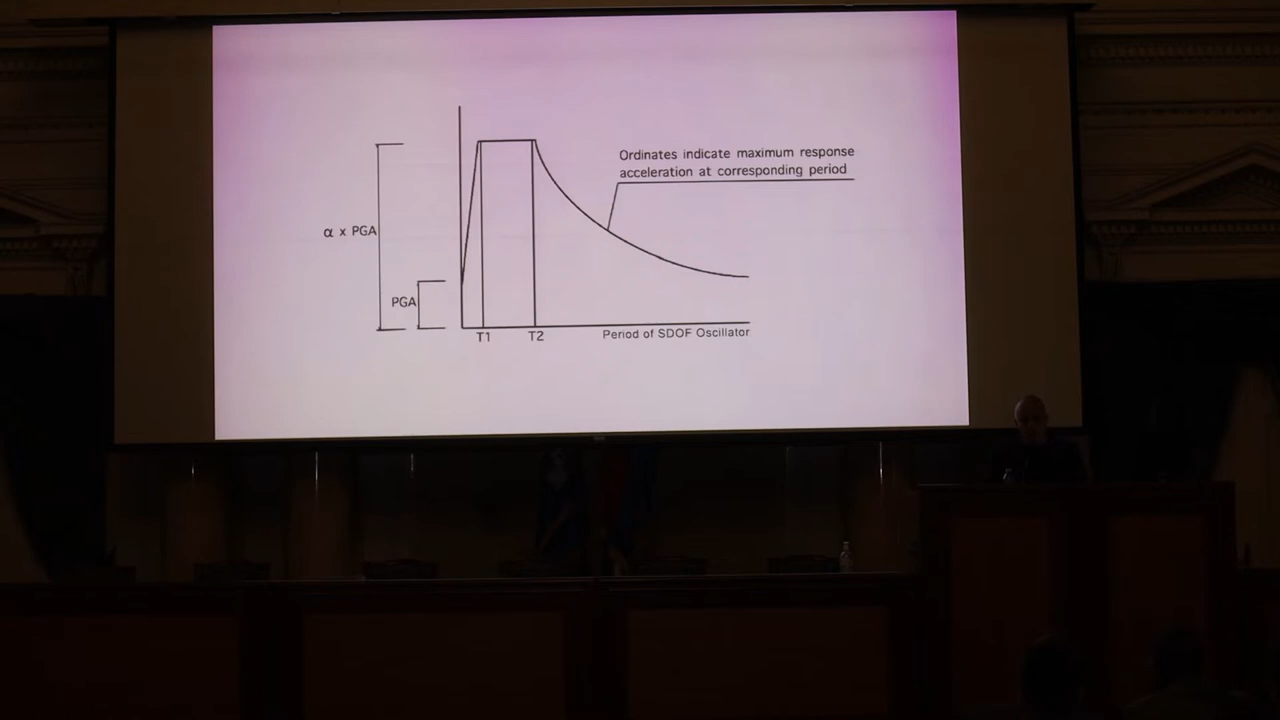 Ordinates indicate maximum response
acceleration at corresponding period
α x PGA
PGA
T1
T2
Period of SDOF Oscillator